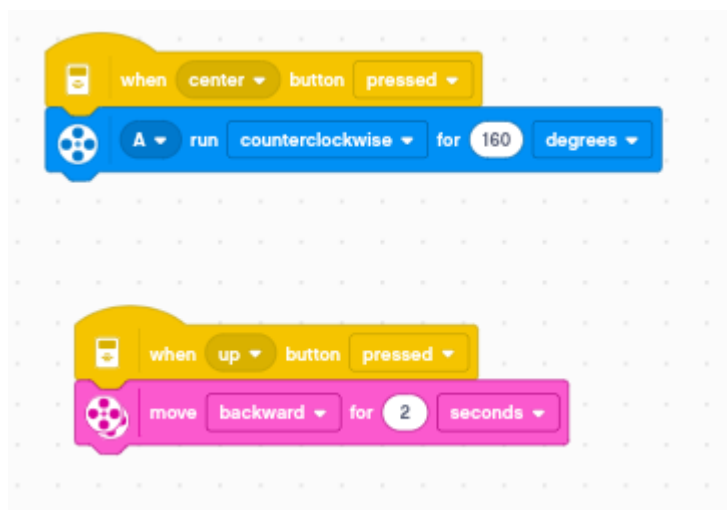 when center button pressed
A run counterclockwise for 160 degrees
when up button pressed
move backward for 2 seconds